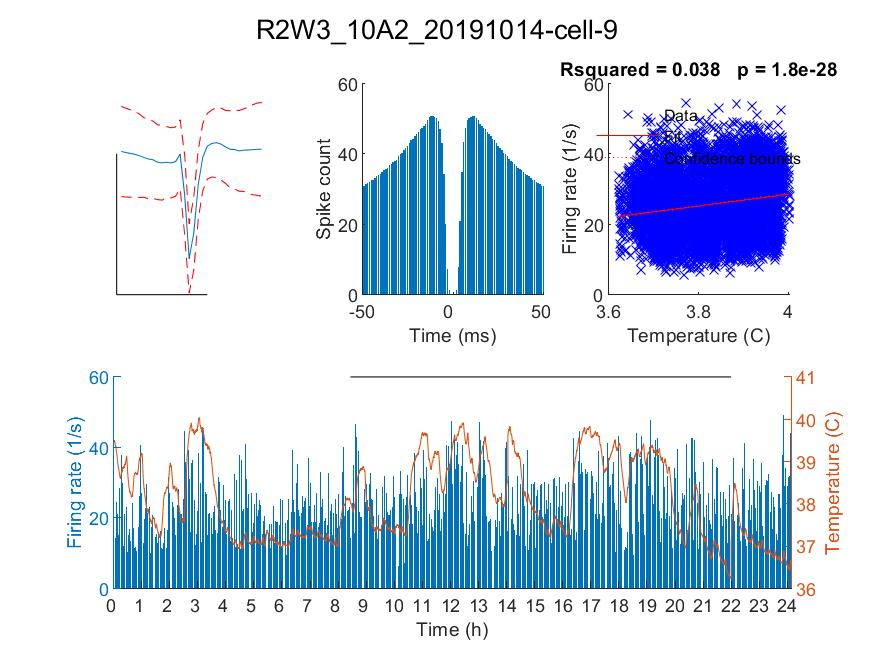 R2W3_10A2_20191014-cell-9
Rsquared = 0.038 p = 1.8e-28
60
40
20
0
Spike count
-50
0
50
Time (ms)
60
40
20
0
Firing rate (1/s)
Data
Fit
Confidence bounds
3.6
3.8
4
Temperature (C)
60
40
20
0
Firing rate (1/s)
41
40
39
38
37
36
Temperature (C)
0 1 2 3 4 5 6 7 8 9 10 11 12 13 14 15 16 17 18 19 20 21 22 23 24
Time (h)